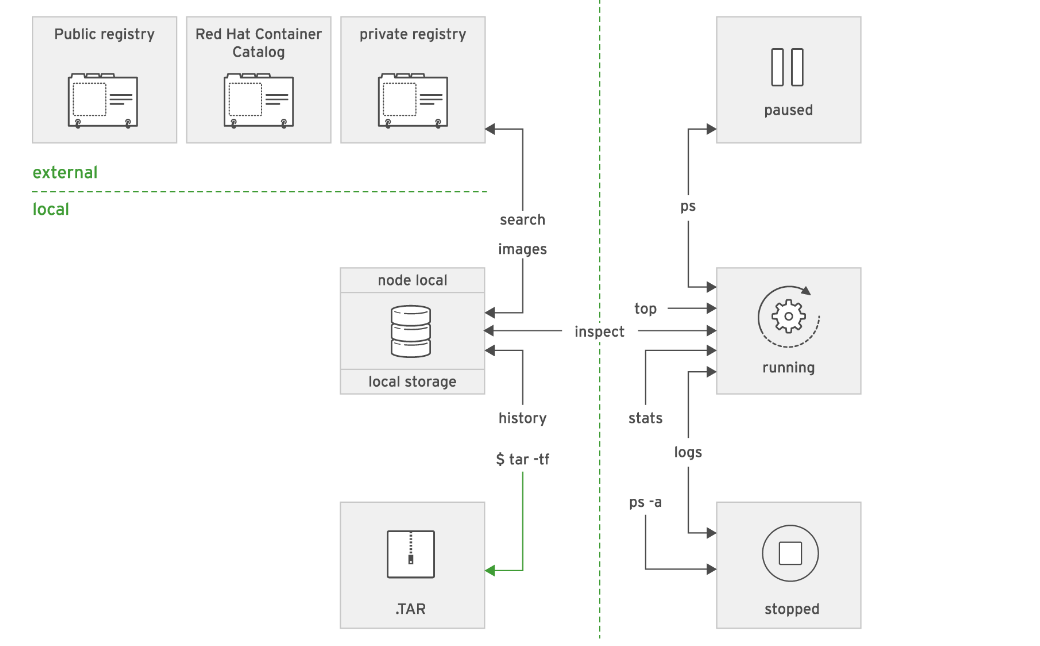 Public registry
Red Hat Container
Catalog
private registry
paused
external
local
ps
search
images
node local
top
inspect
running
local storage
history
stats
logs
$ tar -tf
ps -a
.TAR
stopped